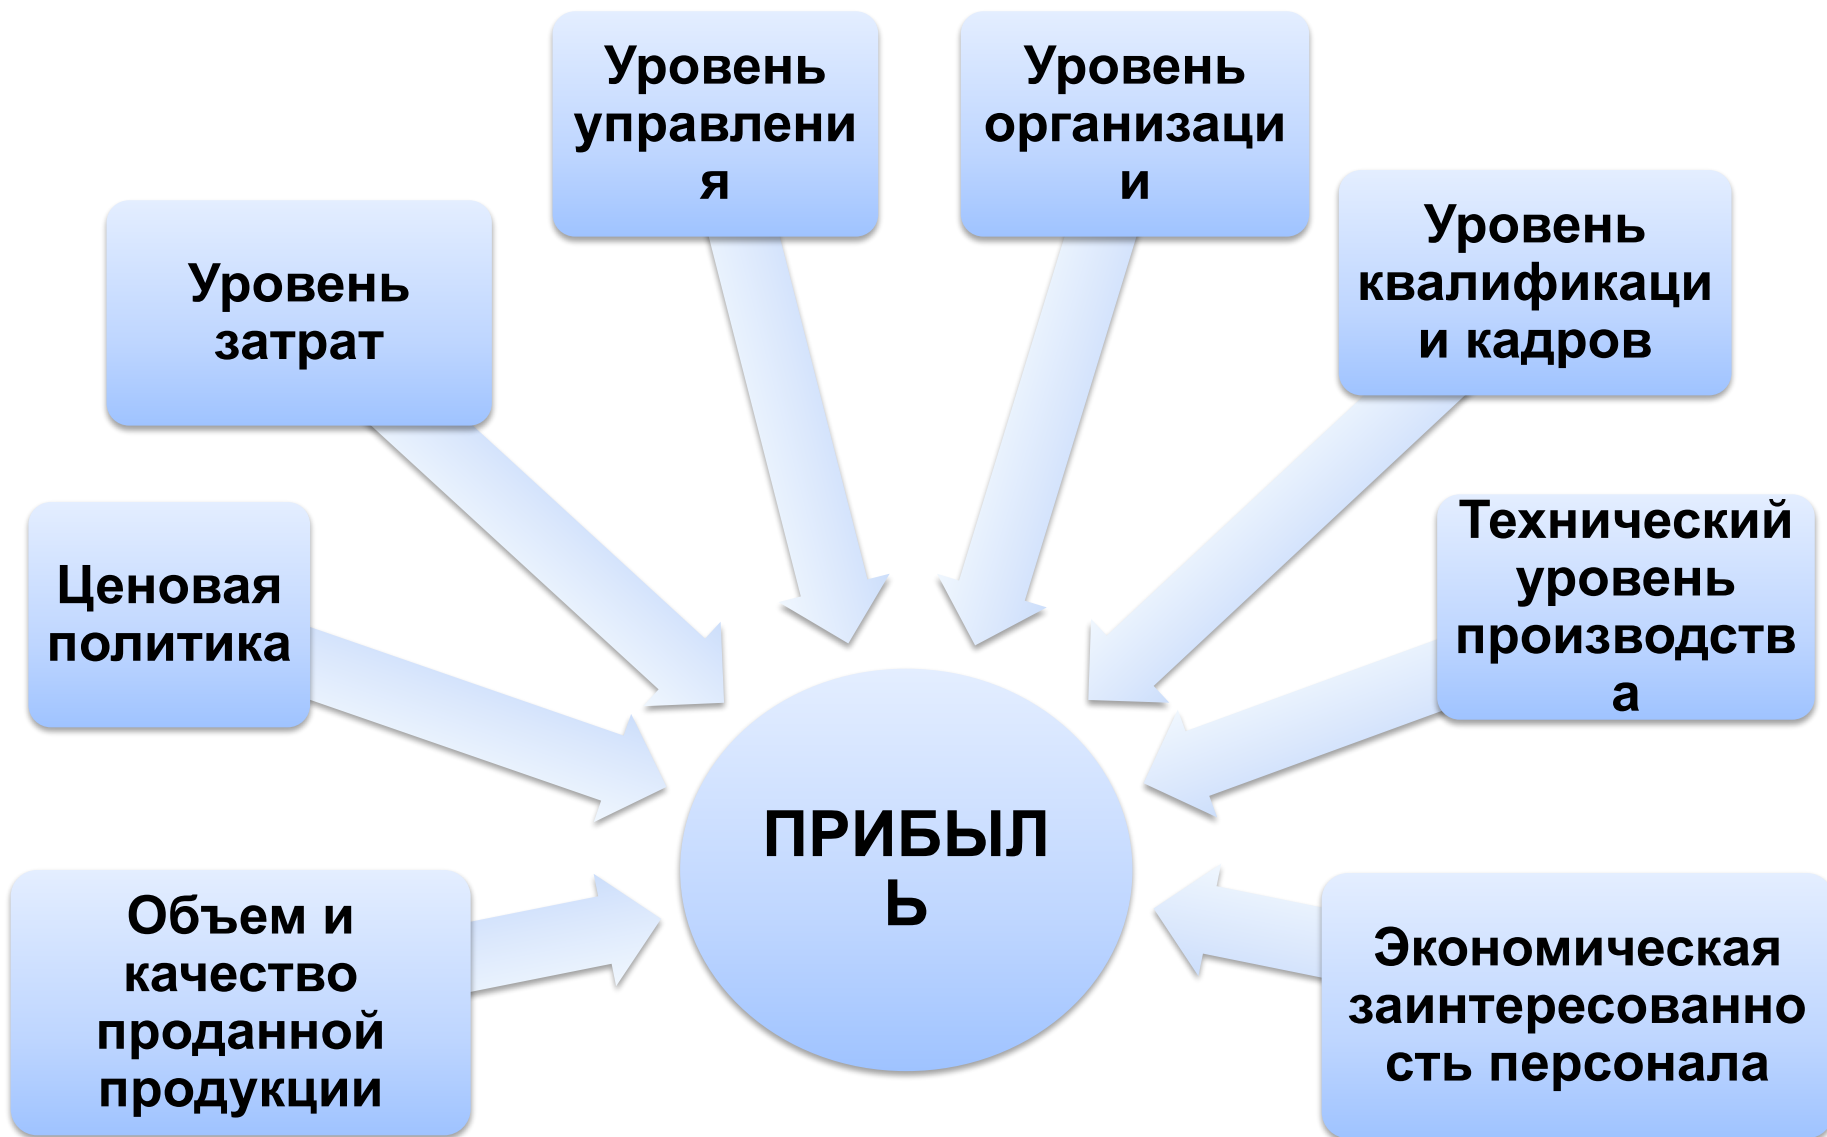 Уровень
управлени
я
Уровень
организаци
и
Уровень
затрат
Уровень
квалификаци
и кадров
Ценовая
политика
Технический
уровень
производств
а
ПРИБЫЛ
Ь
Объем и
качество
проданной
продукции
Экономическая
заинтересованно
сть персонала